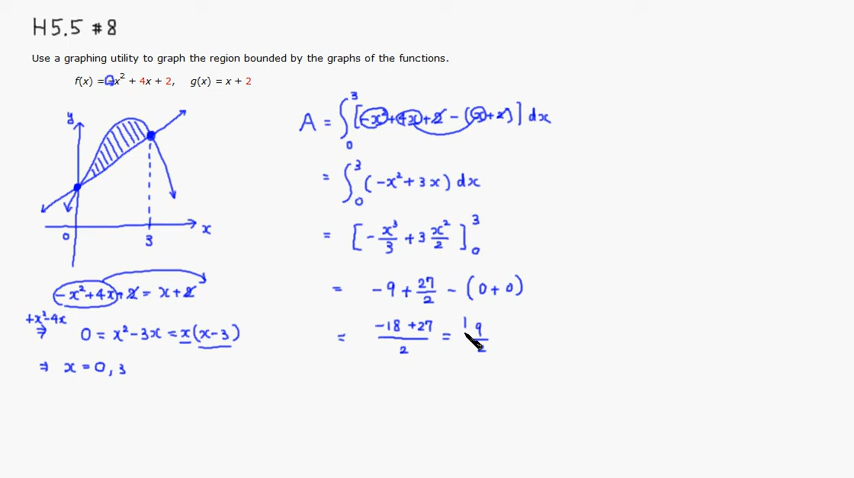 H5.5 #8
Use a graphing utility to graph the region bounded by the graphs of the functions.
f(x) = -x² + 4x + 2, g(x) = x + 2
y
x
0
3
-x² + 4x + 2 = x + 2
+x² - 4x
⇒ 0 = x² - 3x = x(x - 3)
⇒ x = 0, 3
A = ∫₀³ [-x² + 4x + 2 - (x + 2)] dx
= ∫₀³ (-x² + 3x) dx
= [-x³/3 + 3 x²/2]₀³
= -9 + 27/2 - (0 + 0)
= (-18 + 27)/2 = 9/2